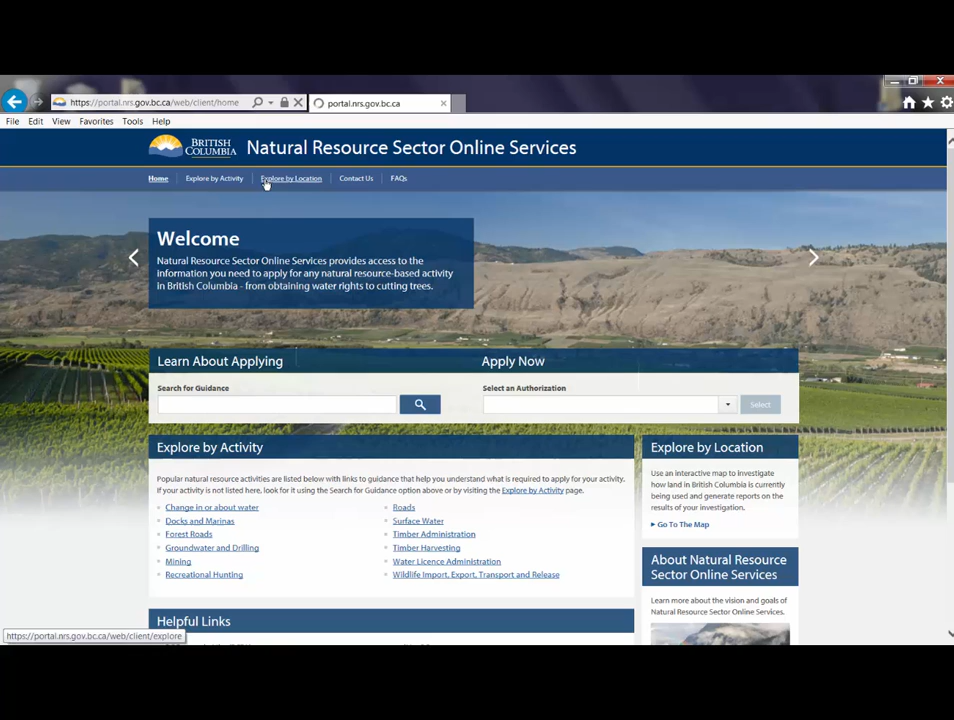 https://portal.nrs.gov.bc.ca/web/client/home
portal.nrs.gov.bc.ca
File Edit View Favorites Tools Help
BRITISH COLUMBIA
Natural Resource Sector Online Services
Home Explore by Activity Explore by Location Contact Us FAQs
Welcome
Natural Resource Sector Online Services provides access to the
information you need to apply for any natural resource-based activity
in British Columbia - from obtaining water rights to cutting trees.
Learn About Applying
Search for Guidance
Apply Now
Select an Authorization
Select
Explore by Activity
Popular natural resource activities are listed below with links to guidance that help you understand what is required to apply for your activity.
If your activity is not listed here, look for it using the Search for Guidance option above or by visiting the Explore by Activity page.
Change in or about water
Docks and Marinas
Forest Roads
Groundwater and Drilling
Mining
Recreational Hunting
Roads
Surface Water
Timber Administration
Timber Harvesting
Water Licence Administration
Wildlife Import, Export, Transport and Release
Explore by Location
Use an interactive map to investigate
how land in British Columbia is currently
being used and generate reports on the
results of your investigation.
Go To The Map
About Natural Resource
Sector Online Services
Learn more about the vision and goals of
Natural Resource Sector Online Services.
Helpful Links
https://portal.nrs.gov.bc.ca/web/client/explore